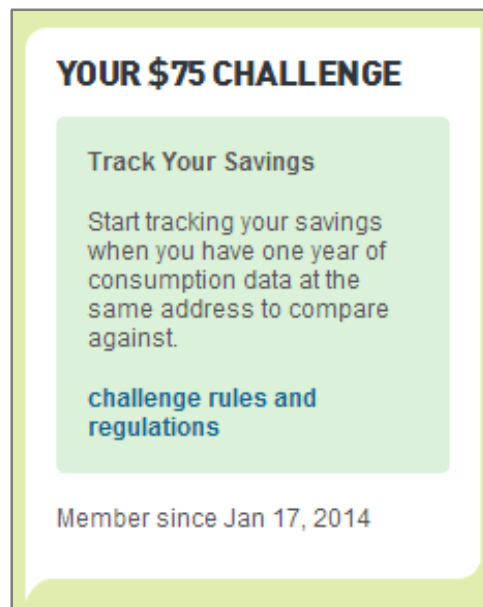 YOUR $75 CHALLENGE
Track Your Savings
Start tracking your savings
when you have one year of
consumption data at the
same address to compare
against.
challenge rules and
regulations
Member since Jan 17, 2014